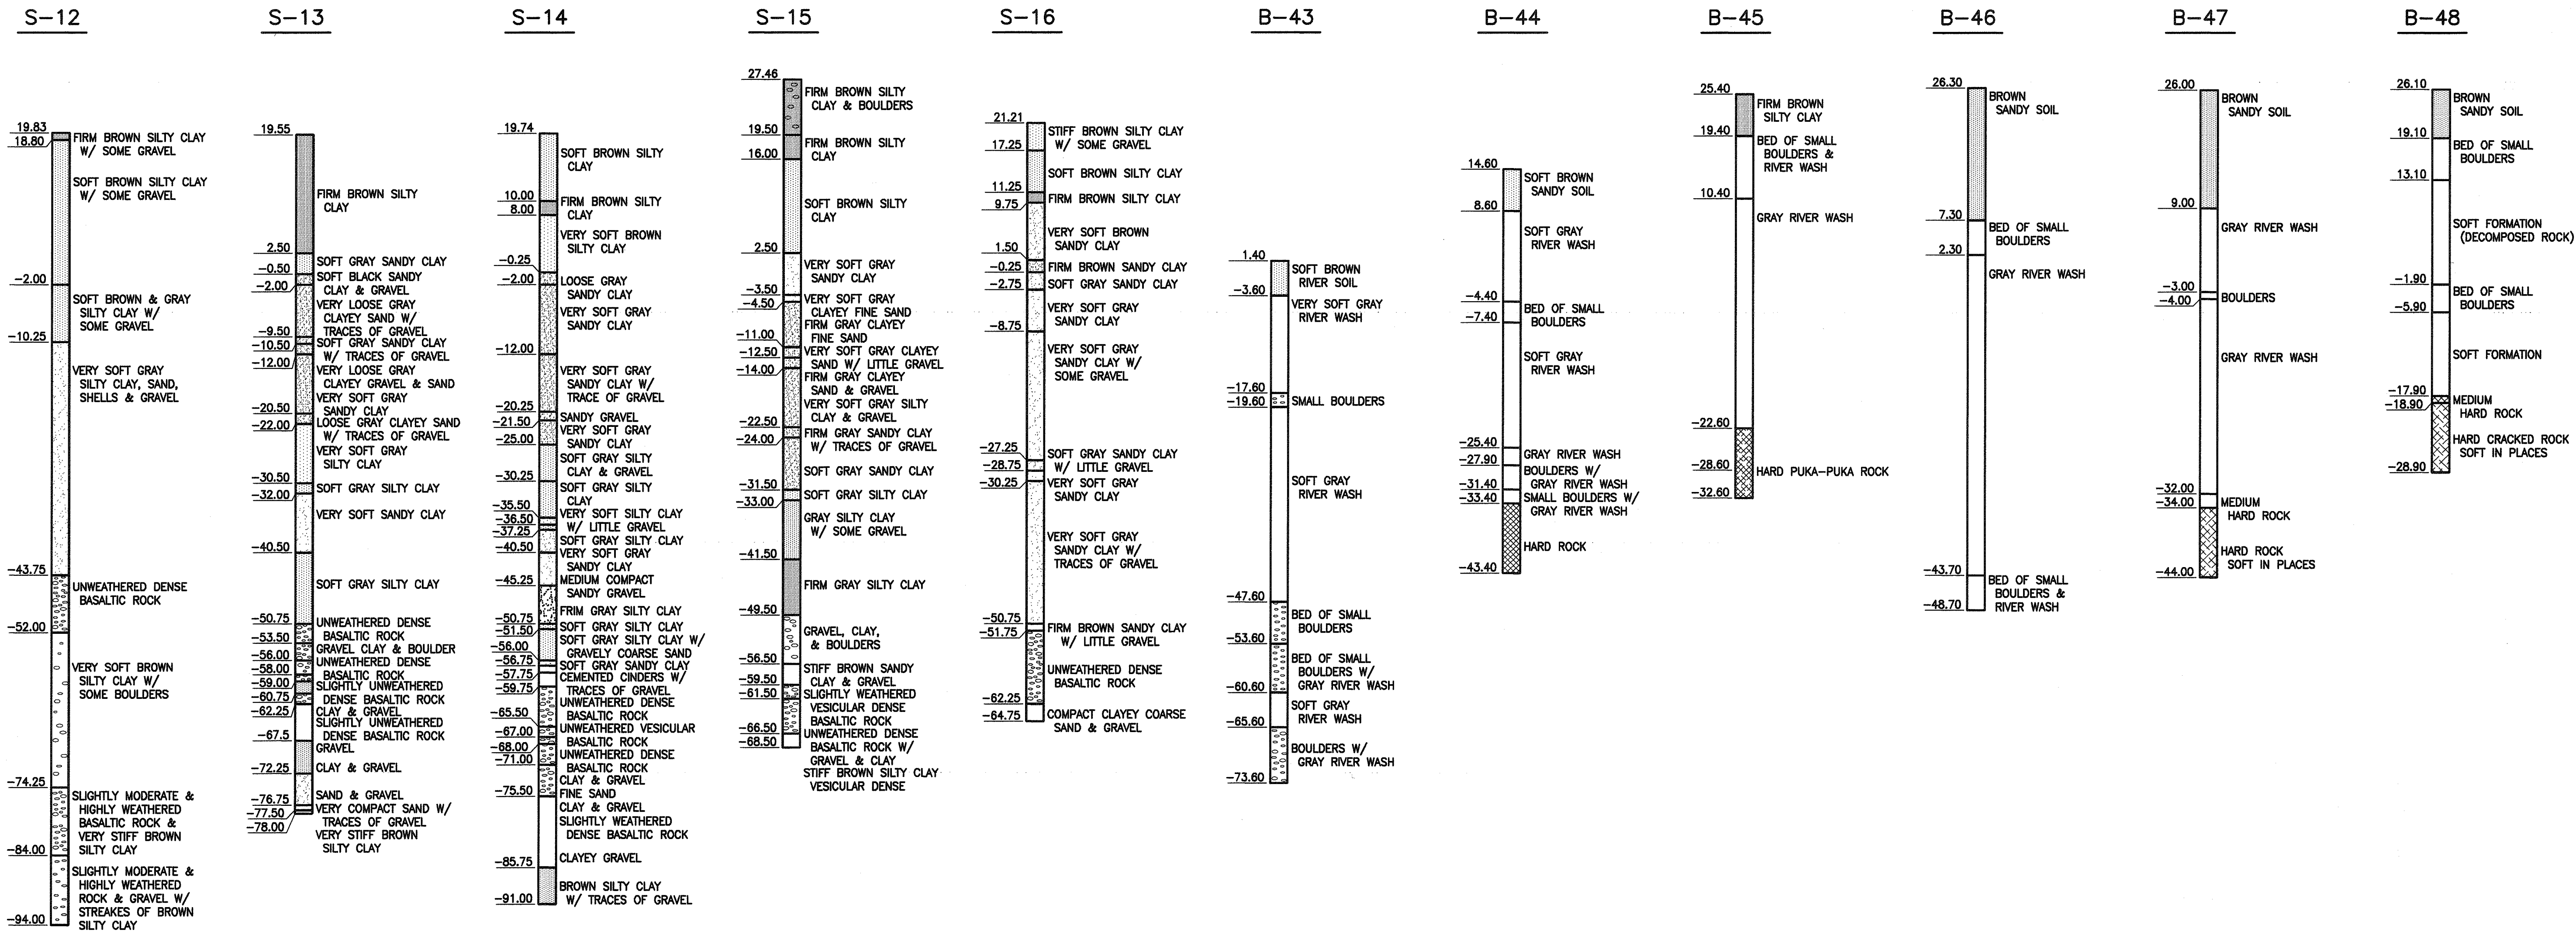 S-12
19.83
18.80
FIRM BROWN SILTY CLAY
W/ SOME GRAVEL
SOFT BROWN SILTY CLAY
W/ SOME GRAVEL
-2.00
SOFT BROWN & GRAY
SILTY CLAY W/
SOME GRAVEL
-10.25
VERY SOFT GRAY
SILTY CLAY, SAND,
SHELLS & GRAVEL
-43.75
UNWEATHERED DENSE
BASALTIC ROCK
-52.00
VERY SOFT BROWN
SILTY CLAY W/
SOME BOULDERS
-74.25
SLIGHTLY MODERATE &
HIGHLY WEATHERED
BASALTIC ROCK &
VERY STIFF BROWN
SILTY CLAY
-84.00
SLIGHTLY MODERATE &
HIGHLY WEATHERED
ROCK & GRAVEL W/
STREAKES OF BROWN
SILTY CLAY
-94.00
S-13
19.55
FIRM BROWN SILTY
CLAY
2.50
SOFT GRAY SANDY CLAY
-0.50
SOFT BLACK SANDY
CLAY & GRAVEL
-2.00
VERY LOOSE GRAY
CLAYEY SAND W/
TRACES OF GRAVEL
-9.50
SOFT GRAY SANDY CLAY
W/ TRACES OF GRAVEL
-10.50
-12.00
VERY LOOSE GRAY
CLAYEY GRAVEL & SAND
VERY SOFT GRAY
SANDY CLAY
-20.50
LOOSE GRAY CLAYEY SAND
W/ TRACES OF GRAVEL
-22.00
VERY SOFT GRAY
SILTY CLAY
-30.50
SOFT GRAY SILTY CLAY
-32.00
VERY SOFT SANDY CLAY
-40.50
SOFT GRAY SILTY CLAY
-50.75
UNWEATHERED DENSE
BASALTIC ROCK
-53.50
GRAVEL CLAY & BOULDER
-56.00
UNWEATHERED DENSE
BASALTIC ROCK
-58.00
-59.00
SLIGHTLY UNWEATHERED
DENSE BASALTIC ROCK
-60.75
CLAY & GRAVEL
-62.25
SLIGHTLY UNWEATHERED
DENSE BASALTIC ROCK
-67.5
GRAVEL
CLAY & GRAVEL
-72.25
SAND & GRAVEL
-76.75
VERY COMPACT SAND W/
TRACES OF GRAVEL
-77.50
-78.00
VERY STIFF BROWN
SILTY CLAY
S-14
19.74
SOFT BROWN SILTY
CLAY
10.00
FIRM BROWN SILTY
CLAY
8.00
VERY SOFT BROWN
SILTY CLAY
-0.25
LOOSE GRAY
SANDY CLAY
-2.00
VERY SOFT GRAY
SANDY CLAY
-12.00
VERY SOFT GRAY
SANDY CLAY W/
TRACE OF GRAVEL
-20.25
SANDY GRAVEL
-21.50
VERY SOFT GRAY
SANDY CLAY
-25.00
SOFT GRAY SILTY
CLAY & GRAVEL
-30.25
SOFT GRAY SILTY
CLAY
-35.50
VERY SOFT SILTY CLAY
W/ LITTLE GRAVEL
-36.50
-37.25
SOFT GRAY SILTY CLAY
-40.50
VERY SOFT GRAY
SANDY CLAY
-45.25
MEDIUM COMPACT
SANDY GRAVEL
FRIM GRAY SILTY CLAY
-50.75
SOFT GRAY SILTY CLAY
-51.50
SOFT GRAY SILTY CLAY W/
GRAVELY COARSE SAND
-56.00
SOFT GRAY SANDY CLAY
-56.75
-57.75
CEMENTED CINDERS W/
TRACES OF GRAVEL
-59.75
UNWEATHERED DENSE
BASALTIC ROCK
-65.50
UNWEATHERED VESICULAR
BASALTIC ROCK
-67.00
-68.00
UNWEATHERED DENSE
BASALTIC ROCK
-71.00
CLAY & GRAVEL
-75.50
FINE SAND
CLAY & GRAVEL
SLIGHTLY WEATHERED
DENSE BASALTIC ROCK
CLAYEY GRAVEL
-85.75
BROWN SILTY CLAY
W/ TRACES OF GRAVEL
-91.00
S-15
27.46
FIRM BROWN SILTY
CLAY & BOULDERS
19.50
FIRM BROWN SILTY
CLAY
16.00
SOFT BROWN SILTY
CLAY
2.50
VERY SOFT GRAY
SANDY CLAY
-3.50
VERY SOFT GRAY
CLAYEY FINE SAND
-4.50
FIRM GRAY CLAYEY
FINE SAND
-11.00
VERY SOFT GRAY CLAYEY
SAND W/ LITTLE GRAVEL
-12.50
-14.00
FIRM GRAY CLAYEY
SAND & GRAVEL
VERY SOFT GRAY SILTY
CLAY & GRAVEL
-22.50
FIRM GRAY SANDY CLAY
W/ TRACES OF GRAVEL
-24.00
SOFT GRAY SANDY CLAY
-31.50
SOFT GRAY SILTY CLAY
-33.00
GRAY SILTY CLAY
W/ SOME GRAVEL
-41.50
FIRM GRAY SILTY CLAY
-49.50
GRAVEL, CLAY,
& BOULDERS
-56.50
STIFF BROWN SANDY
CLAY & GRAVEL
-59.50
SLIGHTLY WEATHERED
VESICULAR DENSE
BASALTIC ROCK
-61.50
-66.50
UNWEATHERED DENSE
BASALTIC ROCK W/
GRAVEL & CLAY
-68.50
STIFF BROWN SILTY CLAY
VESICULAR DENSE
S-16
21.21
STIFF BROWN SILTY CLAY
W/ SOME GRAVEL
17.25
SOFT BROWN SILTY CLAY
11.25
FIRM BROWN SILTY CLAY
9.75
VERY SOFT BROWN
SANDY CLAY
1.50
FIRM BROWN SANDY CLAY
-0.25
SOFT GRAY SANDY CLAY
-2.75
VERY SOFT GRAY
SANDY CLAY
-8.75
VERY SOFT GRAY
SANDY CLAY W/
SOME GRAVEL
-27.25
SOFT GRAY SANDY CLAY
W/ LITTLE GRAVEL
-28.75
-30.25
VERY SOFT GRAY
SANDY CLAY
VERY SOFT GRAY
SANDY CLAY W/
TRACES OF GRAVEL
-50.75
FIRM BROWN SANDY CLAY
W/ LITTLE GRAVEL
-51.75
UNWEATHERED DENSE
BASALTIC ROCK
-62.25
COMPACT CLAYEY COARSE
SAND & GRAVEL
-64.75
B-43
1.40
SOFT BROWN
RIVER SOIL
-3.60
VERY SOFT GRAY
RIVER WASH
-17.60
SMALL BOULDERS
-19.60
SOFT GRAY
RIVER WASH
-47.60
BED OF SMALL
BOULDERS
-53.60
BED OF SMALL
BOULDERS W/
GRAY RIVER WASH
-60.60
SOFT GRAY
RIVER WASH
-65.60
BOULDERS W/
GRAY RIVER WASH
-73.60
B-44
14.60
SOFT BROWN
SANDY SOIL
8.60
SOFT GRAY
RIVER WASH
-4.40
BED OF SMALL
BOULDERS
-7.40
SOFT GRAY
RIVER WASH
-25.40
GRAY RIVER WASH
-27.90
BOULDERS W/
GRAY RIVER WASH
-31.40
SMALL BOULDERS W/
GRAY RIVER WASH
-33.40
HARD ROCK
-43.40
B-45
25.40
FIRM BROWN
SILTY CLAY
19.40
BED OF SMALL
BOULDERS &
RIVER WASH
10.40
GRAY RIVER WASH
-22.60
-28.60
HARD PUKA-PUKA ROCK
-32.60
B-46
26.30
BROWN
SANDY SOIL
7.30
BED OF SMALL
BOULDERS
2.30
GRAY RIVER WASH
-43.70
BED OF SMALL
BOULDERS &
RIVER WASH
-48.70
B-47
26.00
BROWN
SANDY SOIL
9.00
GRAY RIVER WASH
-3.00
BOULDERS
-4.00
GRAY RIVER WASH
-32.00
MEDIUM
HARD ROCK
-34.00
HARD ROCK
SOFT IN PLACES
-44.00
B-48
26.10
BROWN
SANDY SOIL
19.10
BED OF SMALL
BOULDERS
13.10
SOFT FORMATION
(DECOMPOSED ROCK)
-1.90
BED OF SMALL
BOULDERS
-5.90
SOFT FORMATION
-17.90
MEDIUM
HARD ROCK
-18.90
HARD CRACKED ROCK
SOFT IN PLACES
-28.90